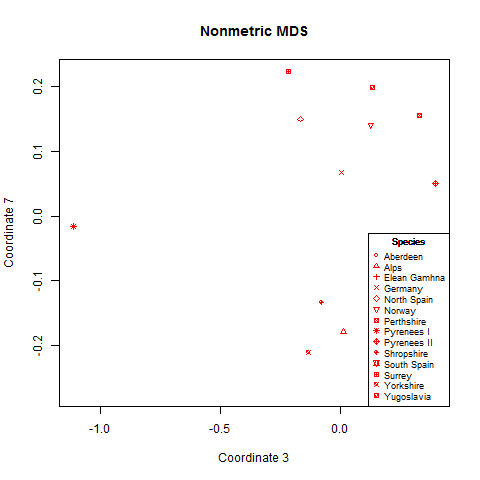 Nonmetric MDS
Coordinate 7
0.2
0.1
0.0
-0.1
-0.2
Species
Aberdeen
Alps
Elean Gamhna
Germany
North Spain
Norway
Perthshire
Pyrenees I
Pyrenees II
Shropshire
South Spain
Surrey
Yorkshire
Yugoslavia
-1.0 -0.5 0.0
Coordinate 3